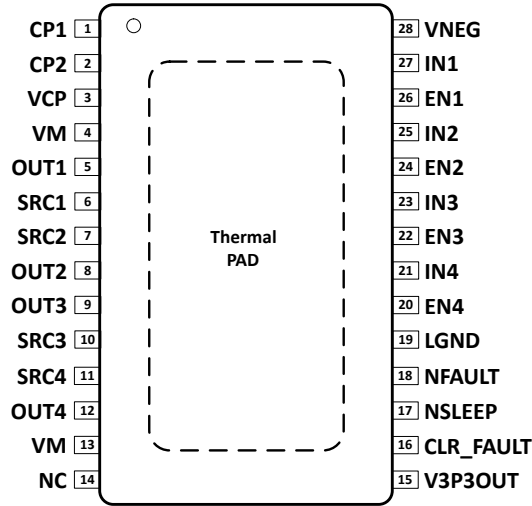 CP1 1
CP2 2
VCP 3
VM 4
OUT1 5
SRC1 6
SRC2 7
OUT2 8
OUT3 9
SRC3 10
SRC4 11
OUT4 12
VM 13
NC 14
Thermal
PAD
28 VNEG
27 IN1
26 EN1
25 IN2
24 EN2
23 IN3
22 EN3
21 IN4
20 EN4
19 LGND
18 NFAULT
17 NSLEEP
16 CLR_FAULT
15 V3P3OUT